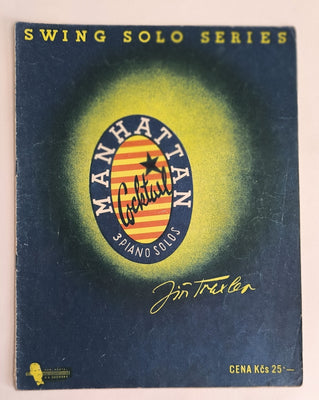 SWING SOLO SERIES
MANHATTAN
Cocktail
3 PIANO SOLOS
Jiří Traxler
CENA Kčs 25·—